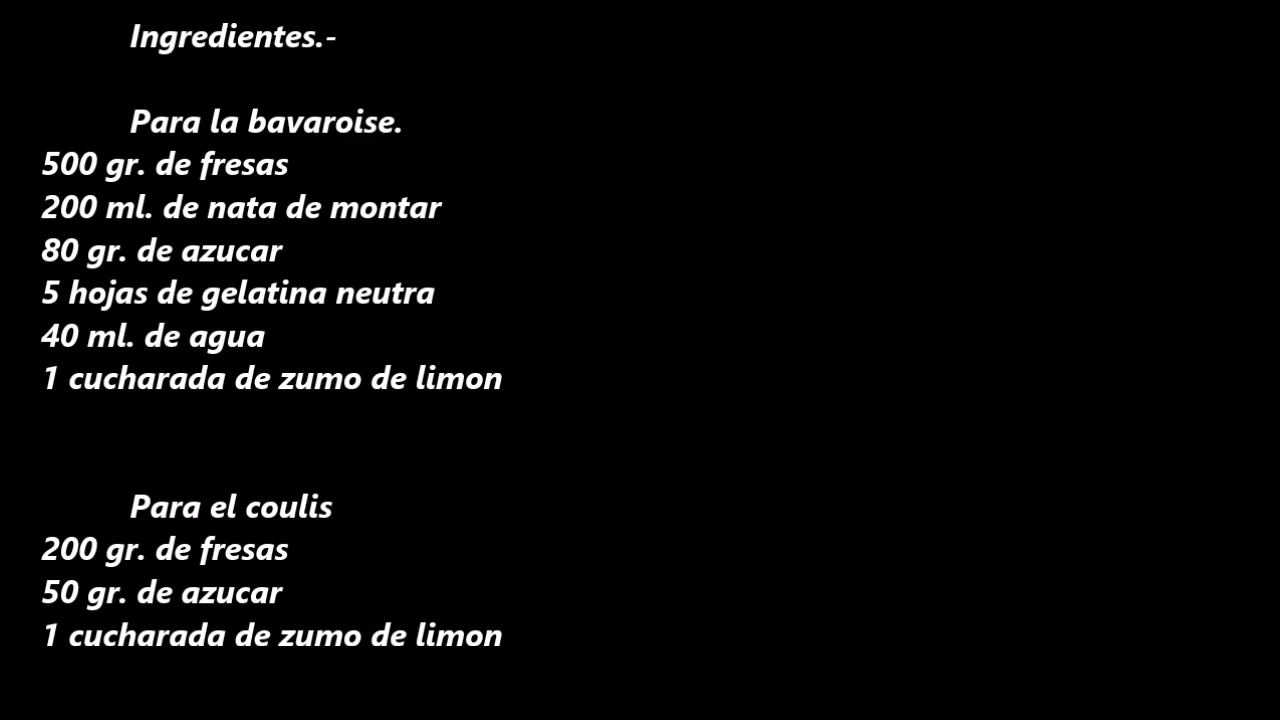 Ingredientes.-
Para la bavaroise.
500 gr. de fresas
200 ml. de nata de montar
80 gr. de azucar
5 hojas de gelatina neutra
40 ml. de agua
1 cucharada de zumo de limon
Para el coulis
200 gr. de fresas
50 gr. de azucar
1 cucharada de zumo de limon